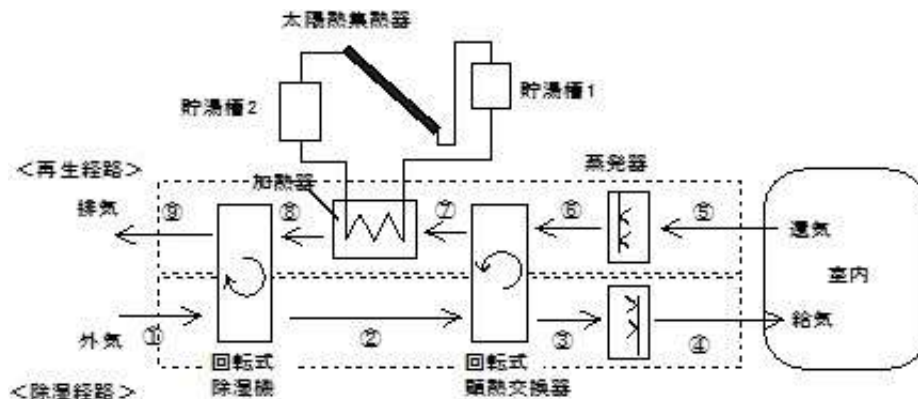 太陽熱集熱器
貯湯槽1
貯湯槽2
<再生経路>
加熱器
蒸発器
排気
⑨
⑧
⑦
⑥
⑤
還気
室内
外気
①
②
③
④
給気
回転式
除湿機
回転式
顕熱交換器
<除湿経路>